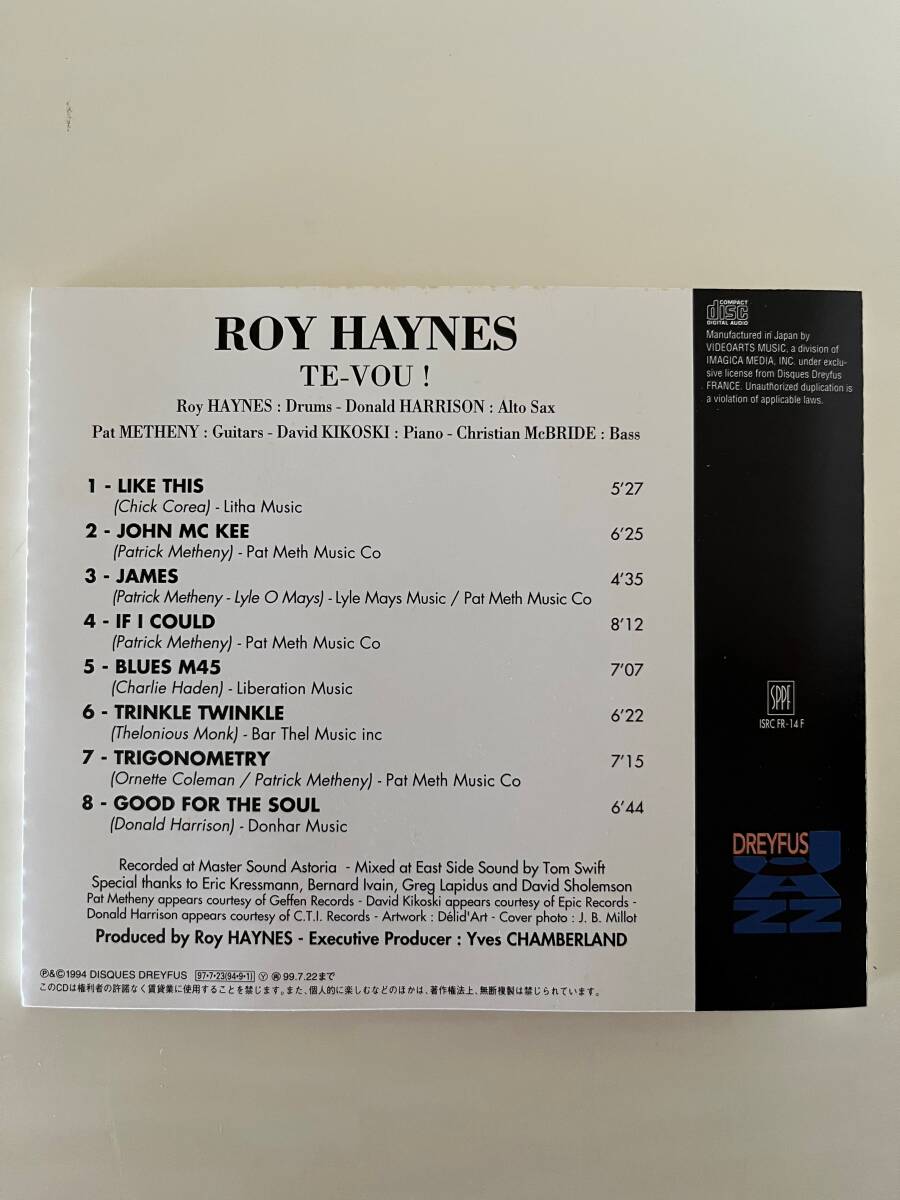 ROY HAYNES
TE-VOU !
Roy HAYNES : Drums - Donald HARRISON : Alto Sax
Pat METHENY : Guitars - David KIKOSKI : Piano - Christian McBRIDE : Bass
1 - LIKE THIS 5'27
(Chick Corea) - Litha Music
2 - JOHN MC KEE 6'25
(Patrick Metheny) - Pat Meth Music Co
3 - JAMES 4'35
(Patrick Metheny - Lyle O Mays) - Lyle Mays Music / Pat Meth Music Co
4 - IF I COULD 8'12
(Patrick Metheny) - Pat Meth Music Co
5 - BLUES M45 7'07
(Charlie Haden) - Liberation Music
6 - TRINKLE TWINKLE 6'22
(Thelonious Monk) - Bar Thel Music inc
7 - TRIGONOMETRY 7'15
(Ornette Coleman / Patrick Metheny) - Pat Meth Music Co
8 - GOOD FOR THE SOUL 6'44
(Donald Harrison) - Donhar Music
Recorded at Master Sound Astoria - Mixed at East Side Sound by Tom Swift
Special thanks to Eric Kressmann, Bernard Ivain, Greg Lapidus and David Sholemson
Pat Metheny appears courtesy of Geffen Records - David Kikoski appears courtesy of Epic Records -
Donald Harrison appears courtesy of C.T.I. Records - Artwork : Délid'Art - Cover photo : J. B. Millot
Produced by Roy HAYNES - Executive Producer : Yves CHAMBERLAND
Ⓟ&©1994 DISQUES DREYFUS 97・7・23(94・9・1) Ⓨ ㊢ 99.7.22まで
このCDは権利者の許諾なく賃貸業に使用することを禁じます。また、個人的に楽しむなどのほかは、著作権法上、無断複製は禁じられています。
COMPACT
disc
DIGITAL AUDIO
Manufactured in Japan by
VIDEOARTS MUSIC, a division of
IMAGICA MEDIA, INC. under exclu-
sive license from Disques Dreyfus
FRANCE. Unauthorized duplication is
a violation of applicable laws.
SPPF
ISRC FR - 14 F
DREYFUS
JAZZ